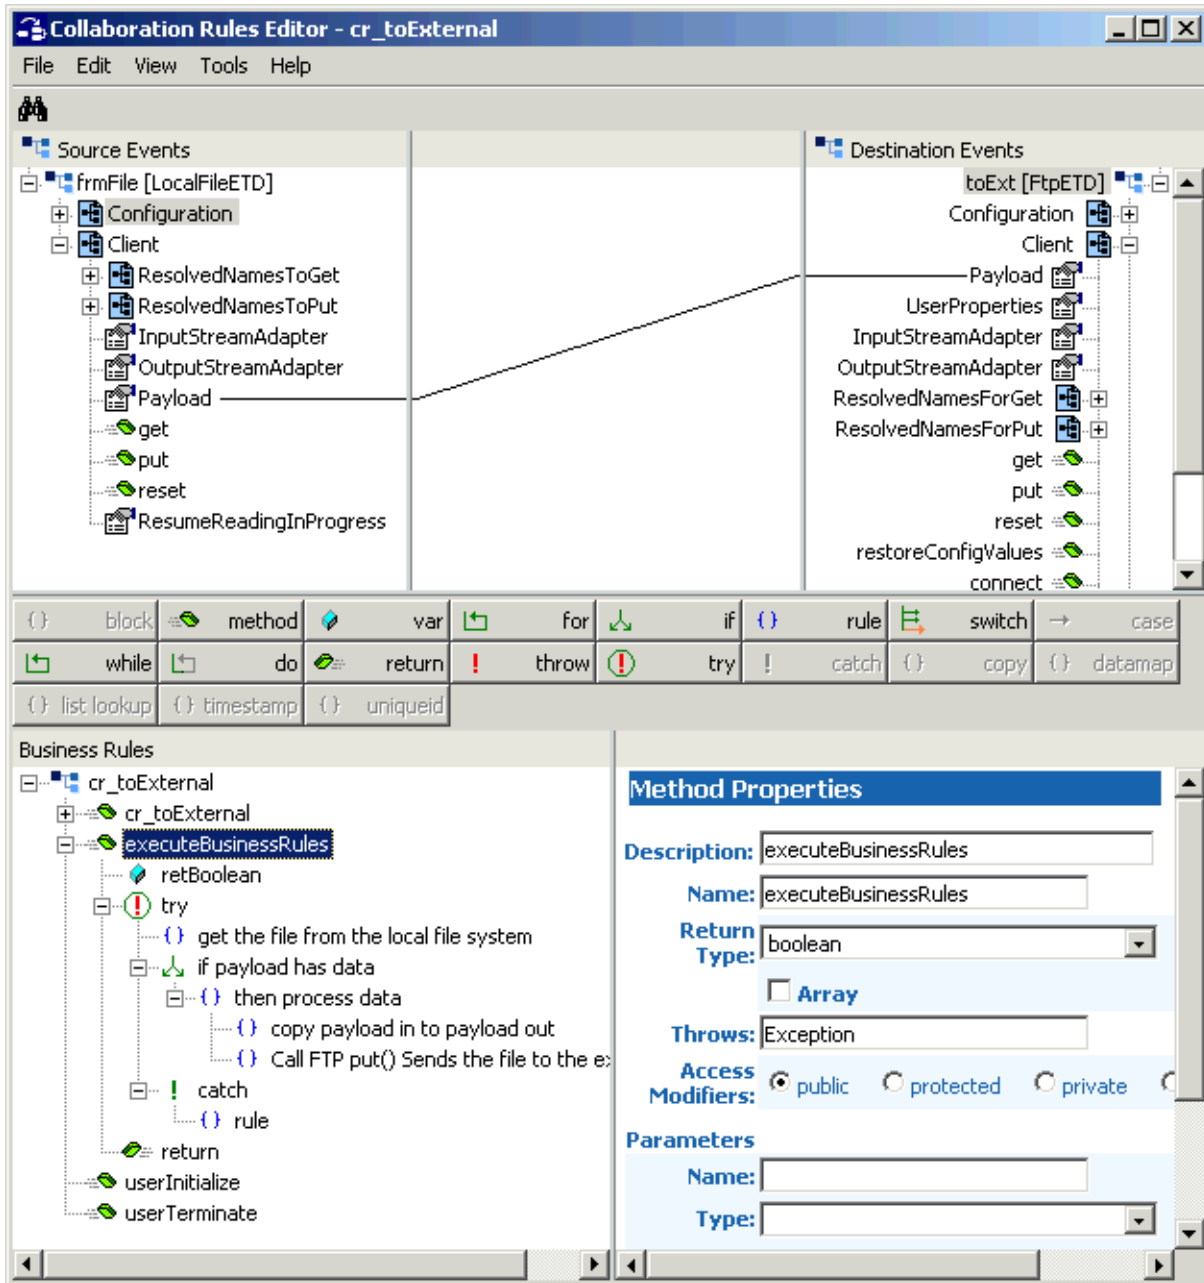 Collaboration Rules Editor - cr_toExternal
File Edit View Tools Help
Source Events
frmFile [LocalFileETD]
Configuration
Client
ResolvedNamesToGet
ResolvedNamesToPut
InputStreamAdapter
OutputStreamAdapter
Payload
get
put
reset
ResumeReadingInProgress
Destination Events
toExt [FtpETD]
Configuration
Client
Payload
UserProperties
InputStreamAdapter
OutputStreamAdapter
ResolvedNamesForGet
ResolvedNamesForPut
get
put
reset
restoreConfigValues
connect
block method var for if rule switch case
while do return throw try catch copy datamap
list lookup timestamp uniqueid
Business Rules
cr_toExternal
cr_toExternal
executeBusinessRules
retBoolean
try
get the file from the local file system
if payload has data
then process data
copy payload in to payload out
Call FTP put() Sends the file to the
catch
rule
return
userInitialize
userTerminate
Method Properties
Description: executeBusinessRules
Name: executeBusinessRules
Return Type: boolean
Array
Throws: Exception
Access Modifiers: public protected private
Parameters
Name:
Type: